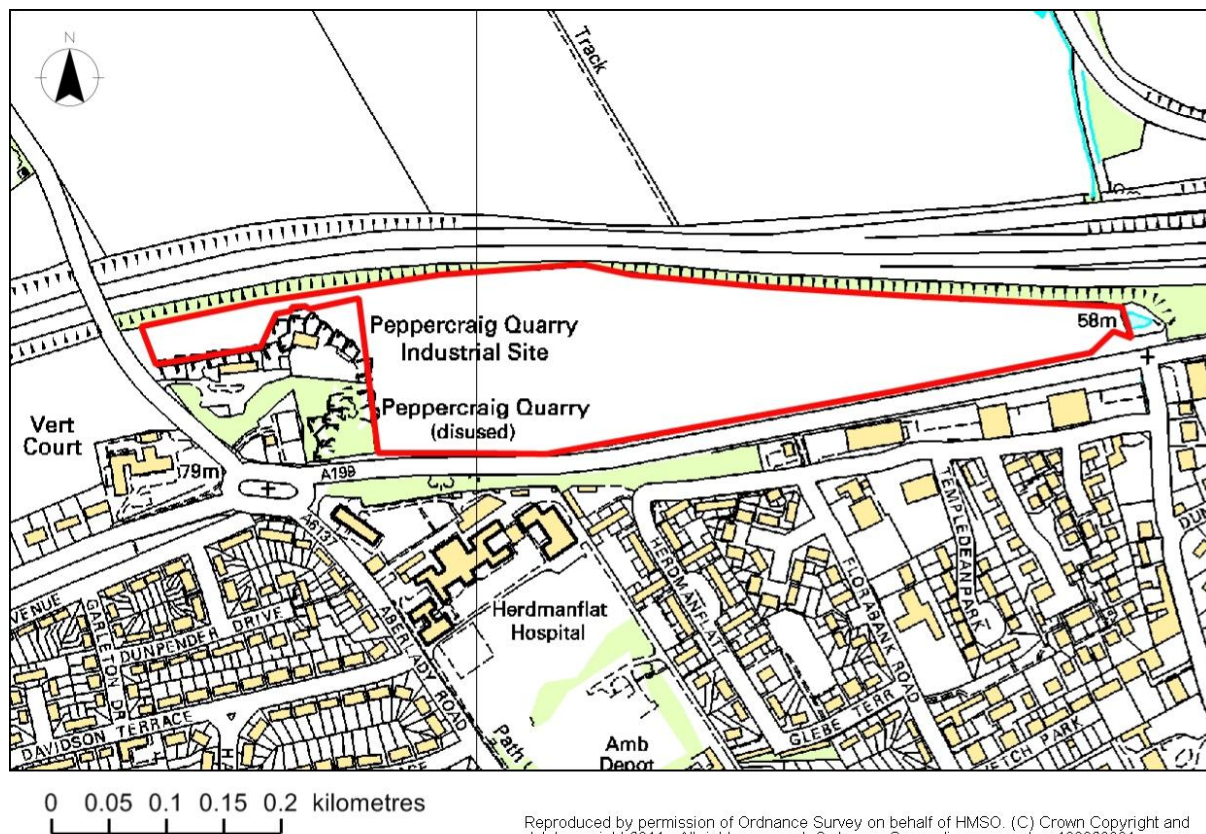 N
Track
58m
Peppercraig Quarry
Industrial Site
Peppercraig Quarry
(disused)
Vert
Court
79m
A199
A6137
Herdmanflat
Hospital
HERDMANFLAT
FLORABANK ROAD
TEMPLEDEAN PARK
AVENUE
GARLETON DR
DUNPENDER DRIVE
ABERLADY ROAD
DAVIDSON TERRACE
Path
Amb
Depot
GLEBE TERR
0 0.05 0.1 0.15 0.2 kilometres
Reproduced by permission of Ordnance Survey on behalf of HMSO. (C) Crown Copyright and